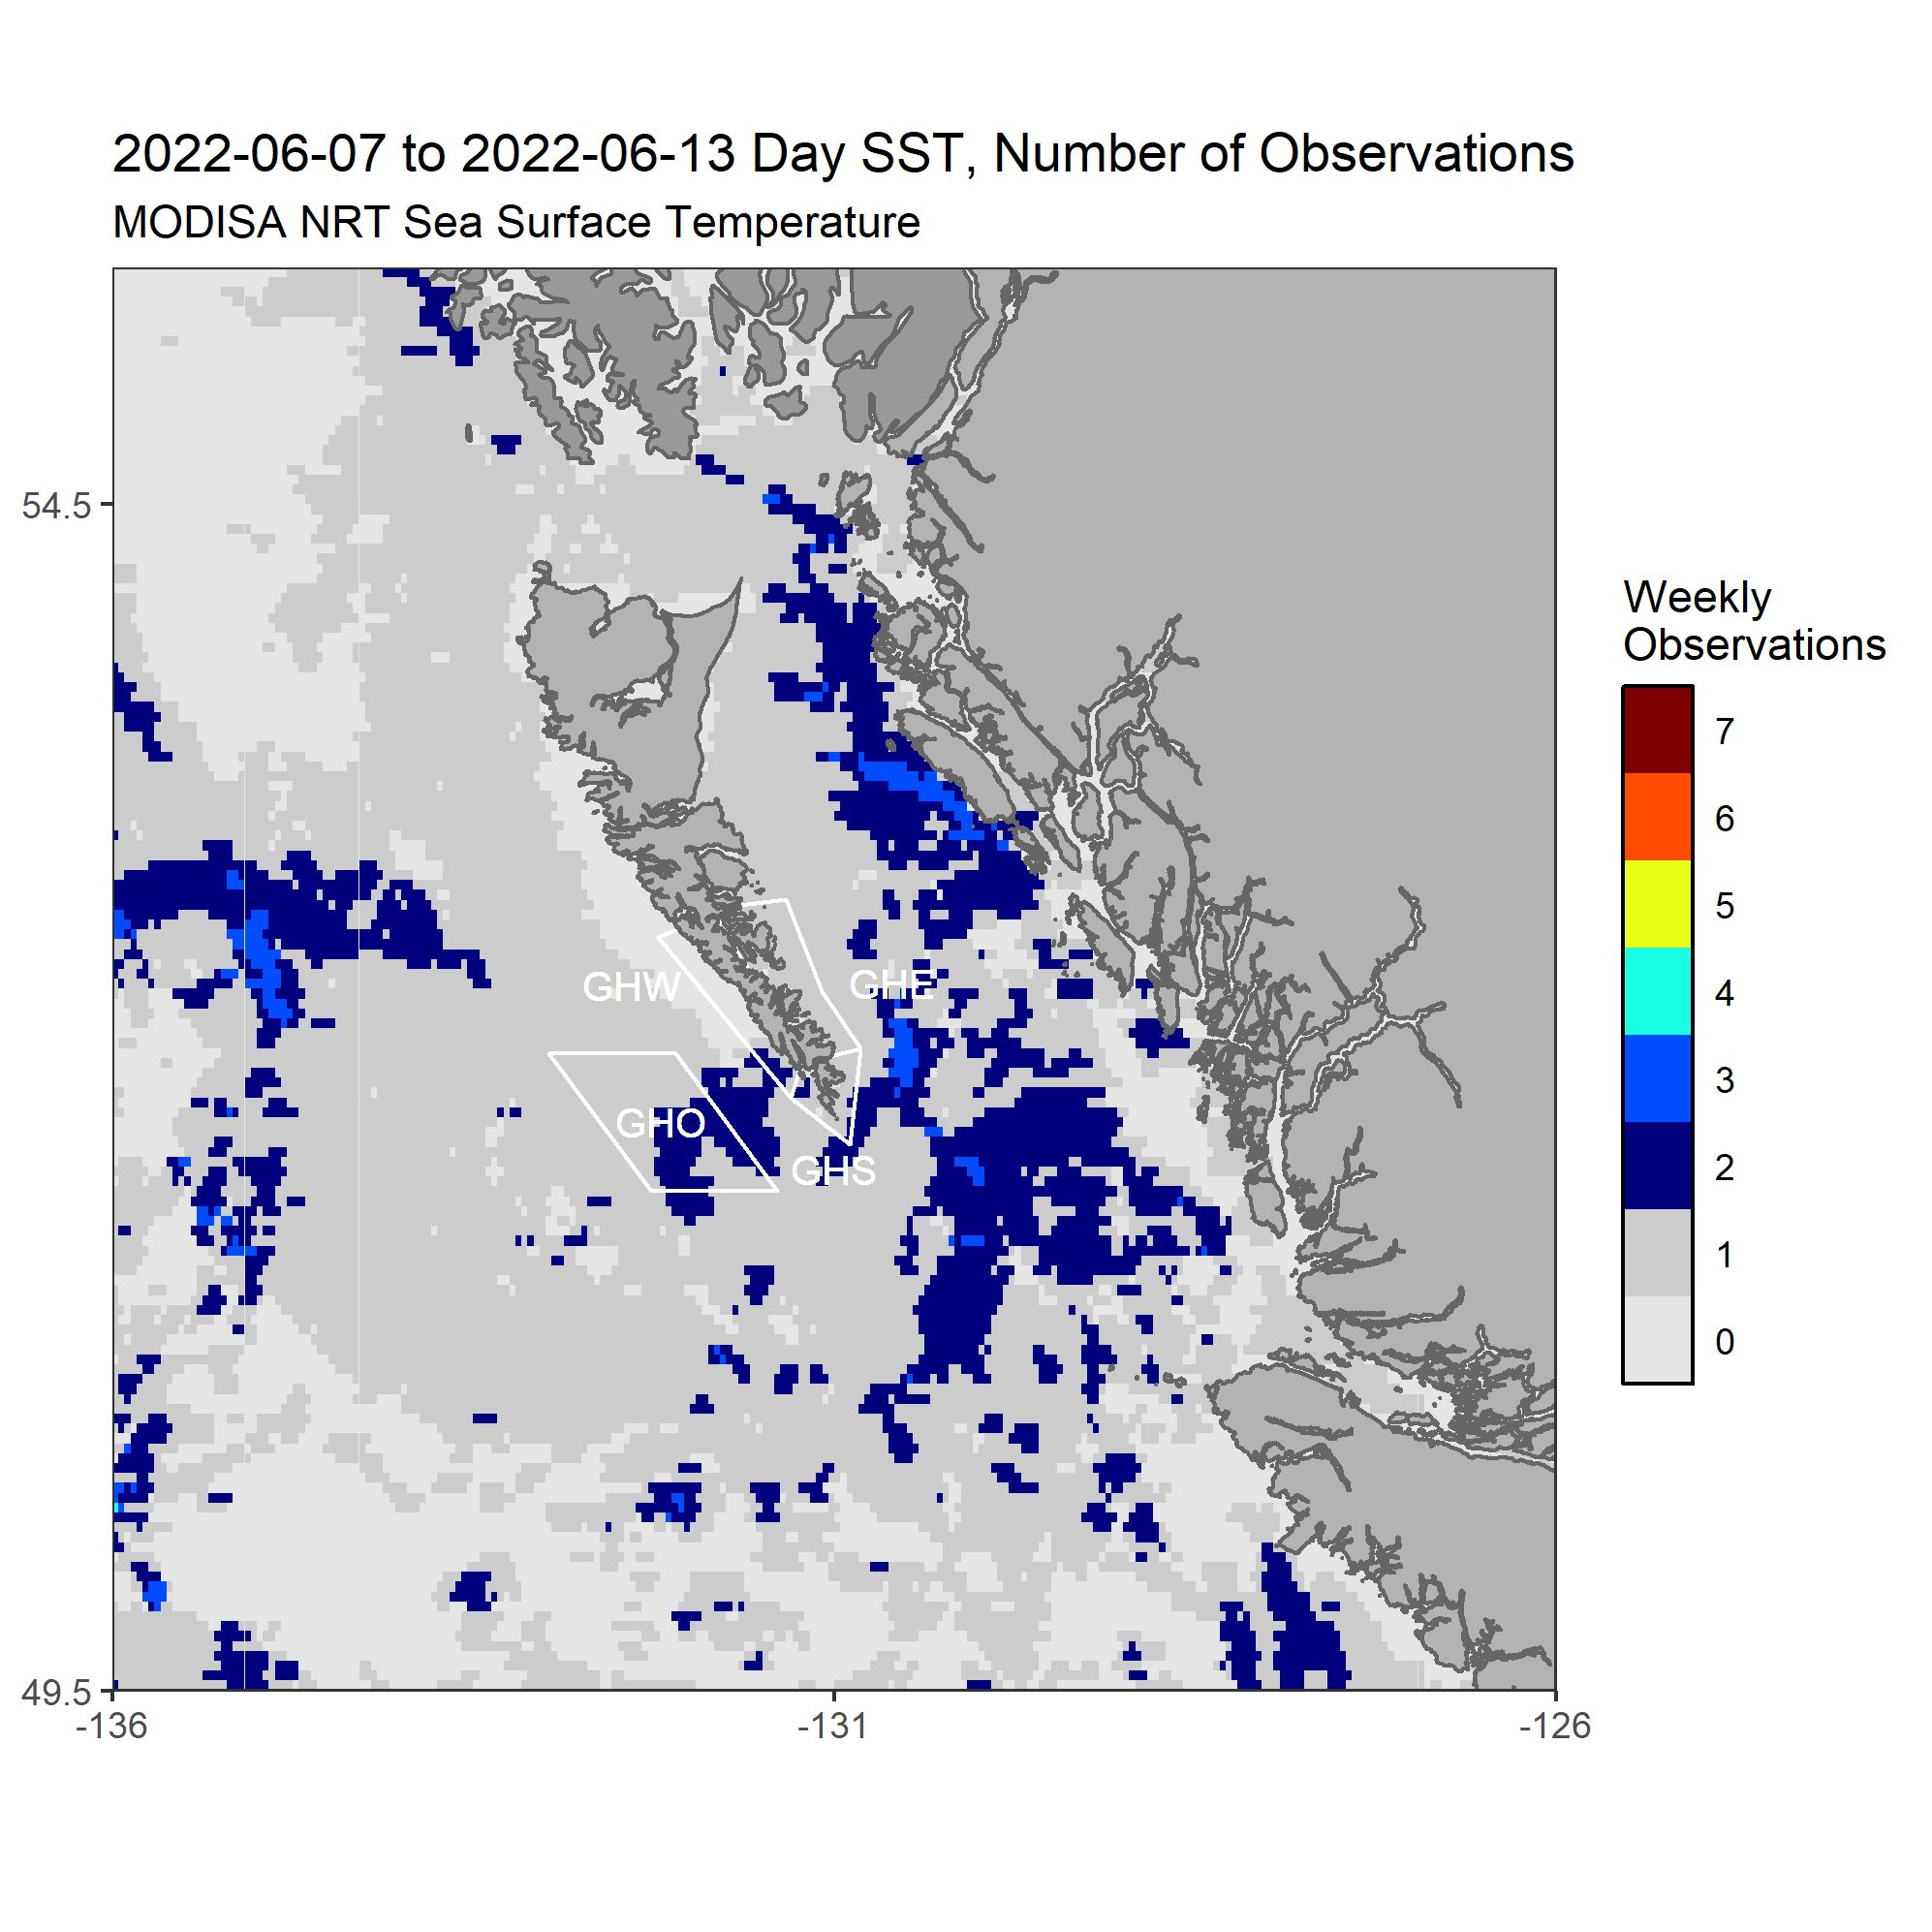 2022-06-07 to 2022-06-13 Day SST, Number of Observations
MODISA NRT Sea Surface Temperature
54.5
49.5
-136
-131
-126
GHW
GHE
GHO
GHS
Weekly
Observations
7
6
5
4
3
2
1
0